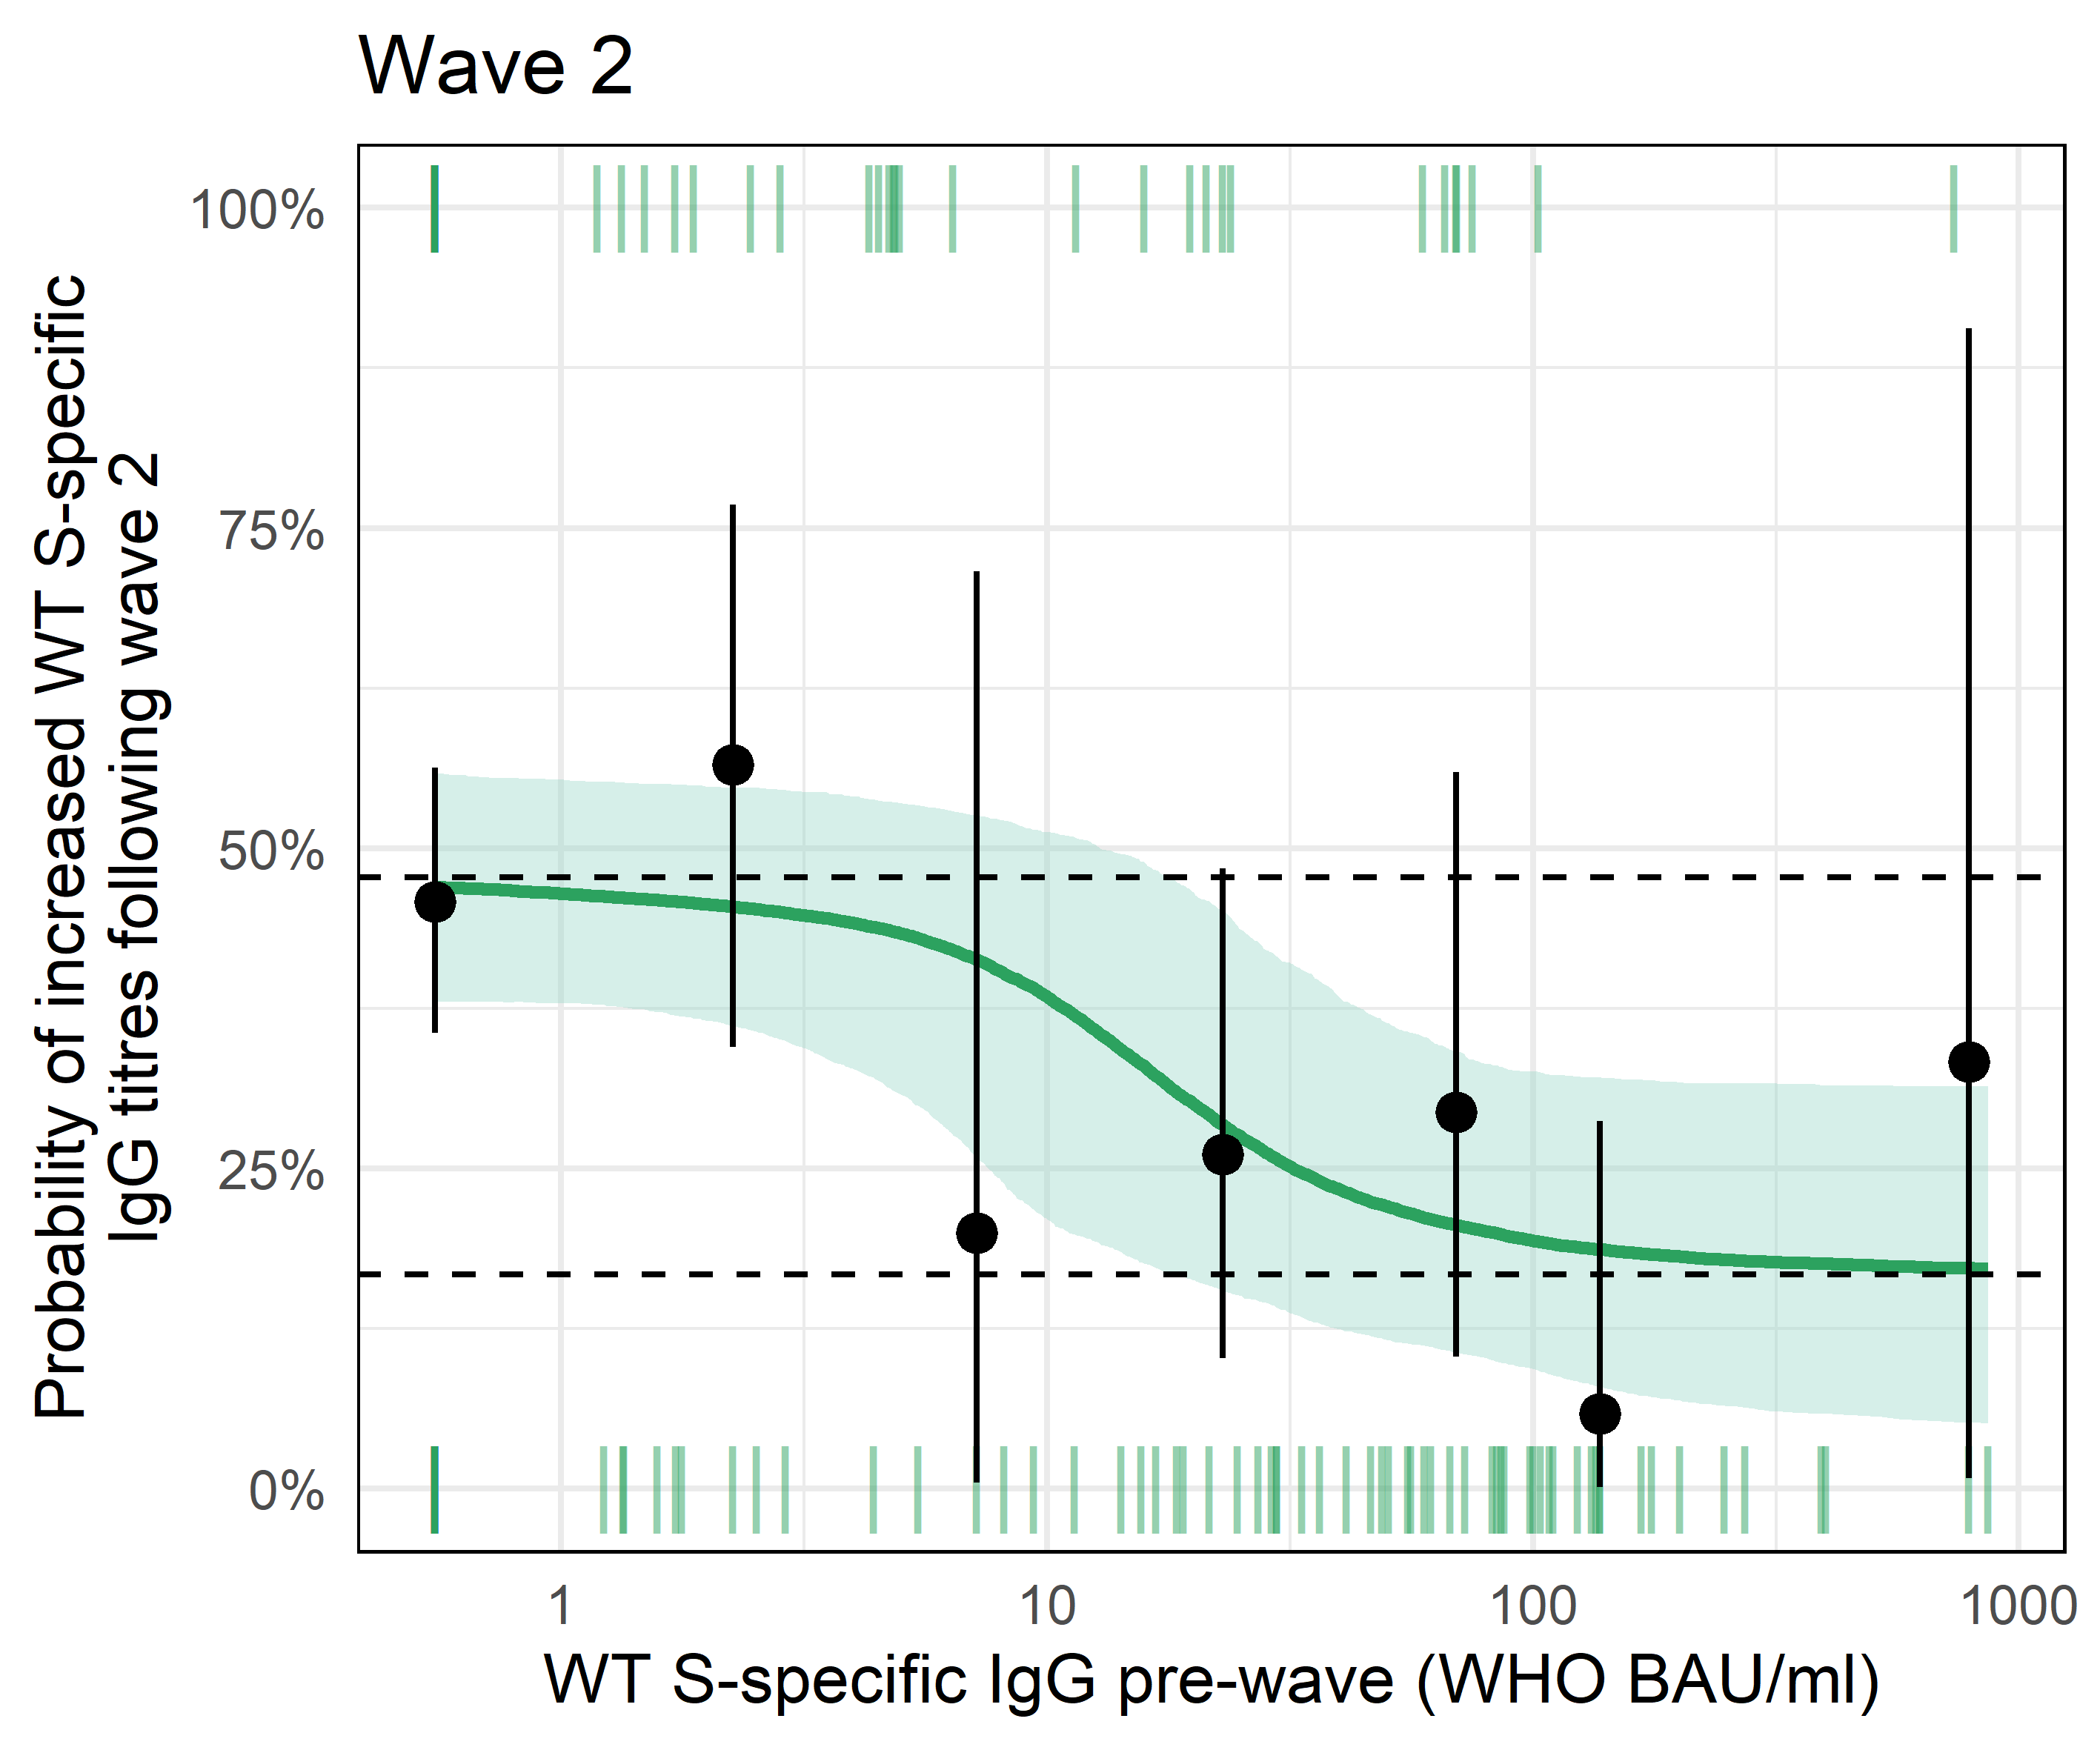 Wave 2
Probability of increased WT S-specific
IgG titres following wave 2
100%
75%
50%
25%
0%
1
10
100
1000
WT S-specific IgG pre-wave (WHO BAU/ml)